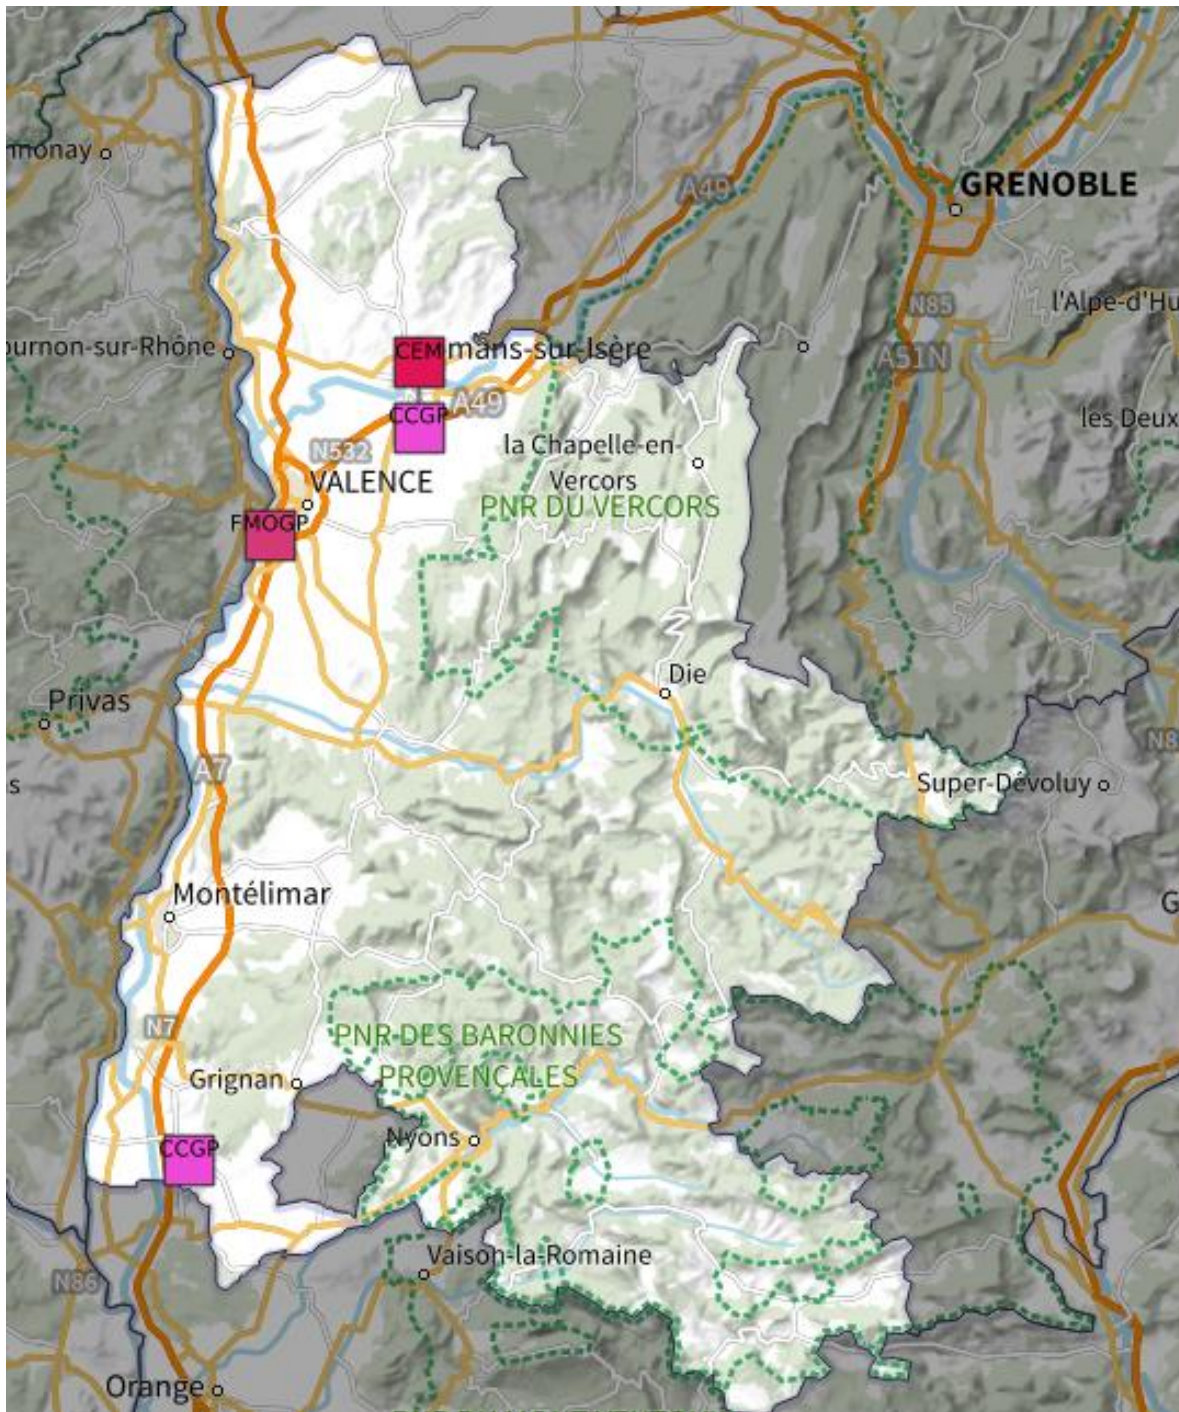 GRENOBLE
A49
monay
N85
l'Alpe-d'Hu
ournon-sur-Rhône
CEM
mans-sur-Isère
A51N
CCGP
A49
les Deux
N532
la Chapelle-en-
Vercors
VALENCE
PNR DU VERCORS
FMOGP
Die
Privas
N8
A7
Super-Dévoluy
s
Montélimar
G
N7
PNR DES BARONNIES
PROVENÇALES
Grignan
Nyons
CCGP
Vaison-la-Romaine
N86
Orange